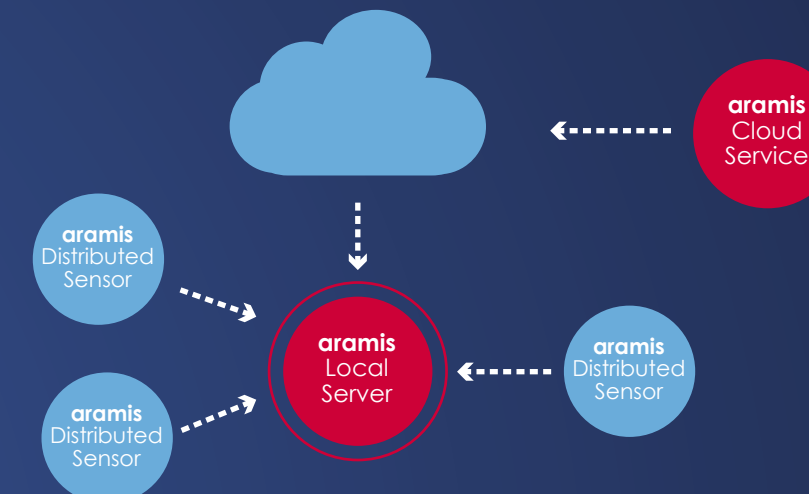 aramis
Cloud
Service
aramis
Distributed
Sensor
aramis
Local
Server
aramis
Distributed
Sensor
aramis
Distributed
Sensor